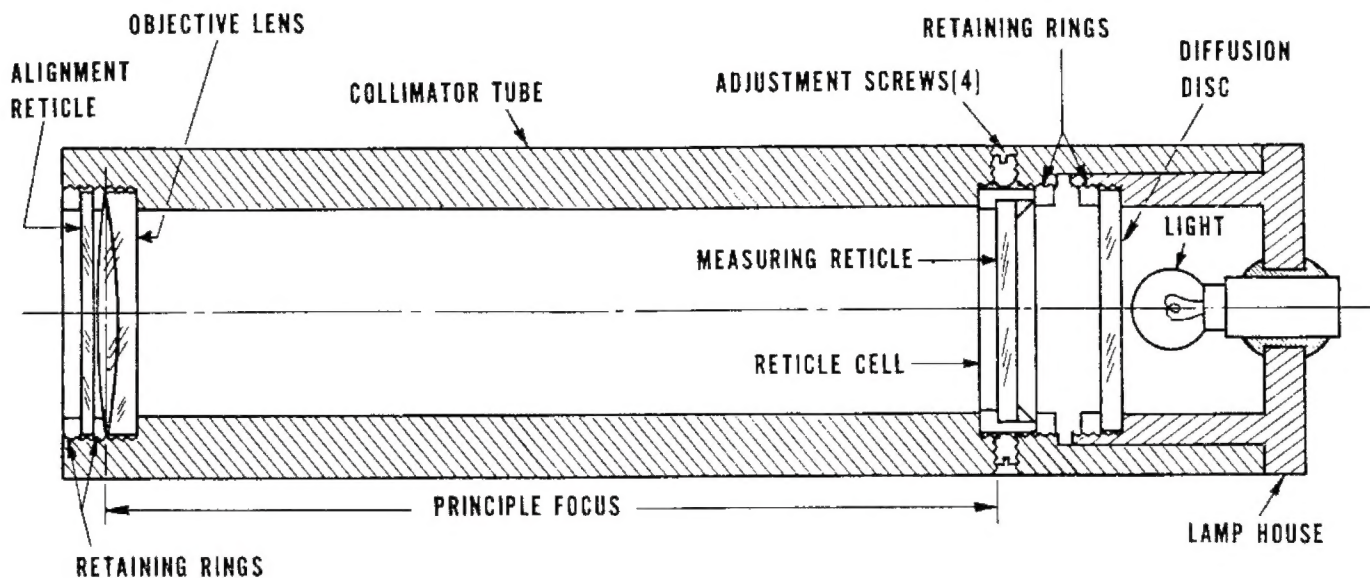 OBJECTIVE LENS
ALIGNMENT
RETICLE
COLLIMATOR TUBE
RETAINING
RINGS
ADJUSTMENT SCREWS(4)
DIFFUSION
DISC
LIGHT
MEASURING RETICLE
RETICLE CELL
PRINCIPLE FOCUS
LAMP HOUSE
RETAINING RINGS